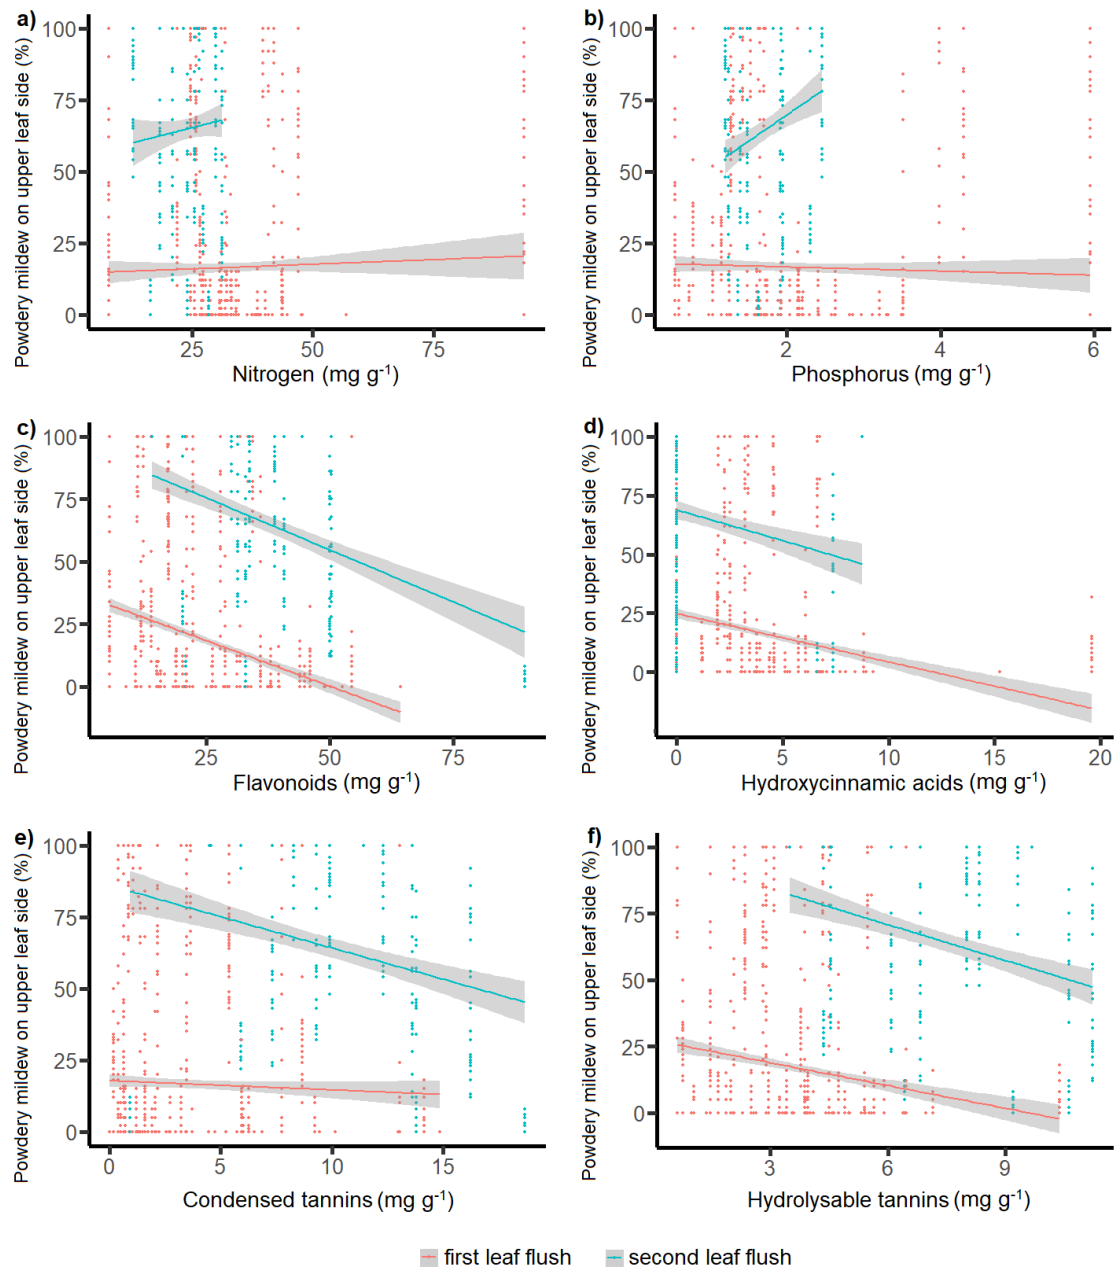 a)
Powdery mildew on upper leaf side (%)
100
75
50
25
0
25 50 75
Nitrogen (mg g-1)
b)
Powdery mildew on upper leaf side (%)
100
75
50
25
0
2 4 6
Phosphorus (mg g-1)
c)
Powdery mildew on upper leaf side (%)
100
75
50
25
0
25 50 75
Flavonoids (mg g-1)
d)
Powdery mildew on upper leaf side (%)
100
75
50
25
0
0 5 10 15 20
Hydroxycinnamic acids (mg g-1)
e)
Powdery mildew on upper leaf side (%)
100
75
50
25
0
0 5 10 15
Condensed tannins (mg g-1)
f)
Powdery mildew on upper leaf side (%)
100
75
50
25
0
3 6 9
Hydrolysable tannins (mg g-1)
first leaf flush second leaf flush